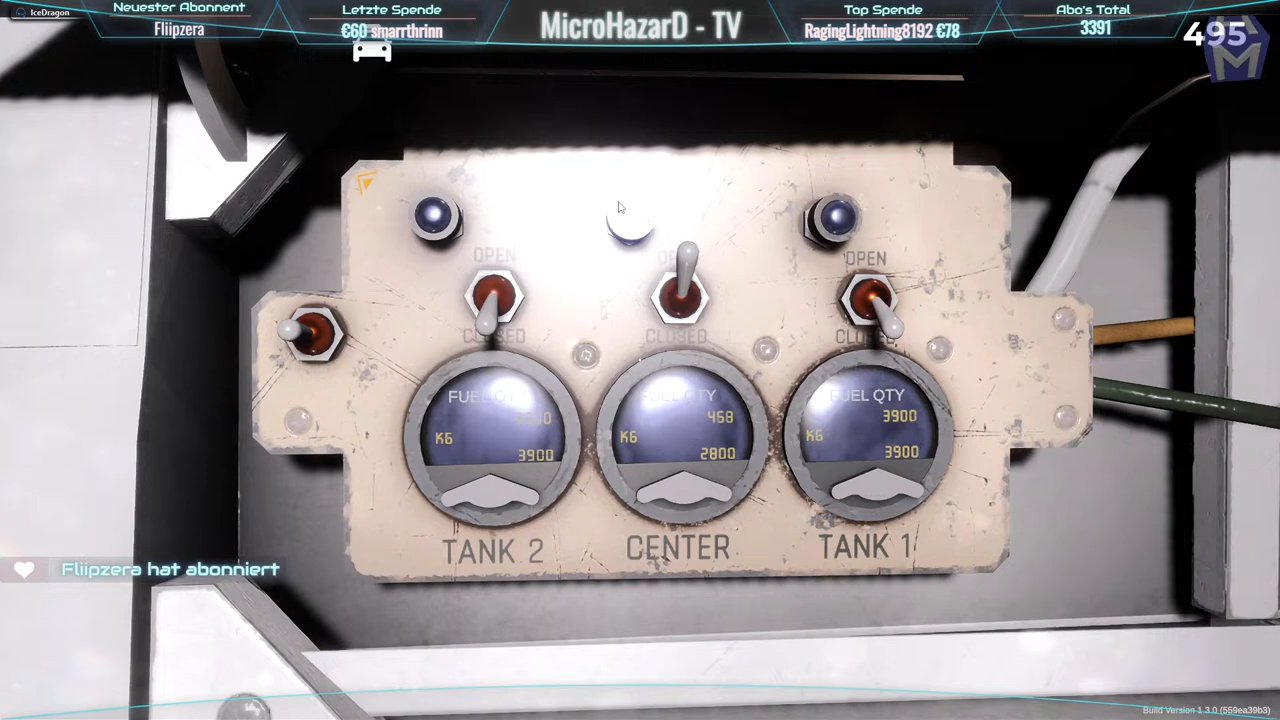 IceDragon
Neuester Abonnent
Fliipzera
Letzte Spende
€60 smarrthrinn
MicroHazarD - TV
Top Spende
RagingLightning8192 €78
Abo's Total
3391
495
M
OPEN
OPEN
CLOSED
CLOSED
FUEL QTY
KG
3900
FUEL QTY
468
KG
2800
FUEL QTY
3900
KG
3900
TANK 2
CENTER
TANK 1
Fliipzera hat abonniert
Build Version 1.3.0 (559ea39b3)